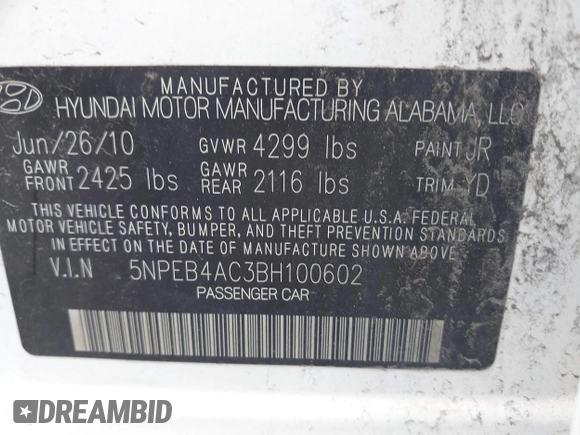 MANUFACTURED BY
HYUNDAI MOTOR MANUFACTURING ALABAMA, LLC
Jun/26/10 GVWR 4299 lbs PAINT JR
GAWR FRONT 2425 lbs GAWR REAR 2116 lbs TRIM YD
THIS VEHICLE CONFORMS TO ALL APPLICABLE U.S.A. FEDERAL
MOTOR VEHICLE SAFETY, BUMPER, AND THEFT PREVENTION STANDARDS
IN EFFECT ON THE DATE OF MANUFACTURE SHOWN ABOVE.
V.I.N 5NPEB4AC3BH100602
PASSENGER CAR
DREAMBID